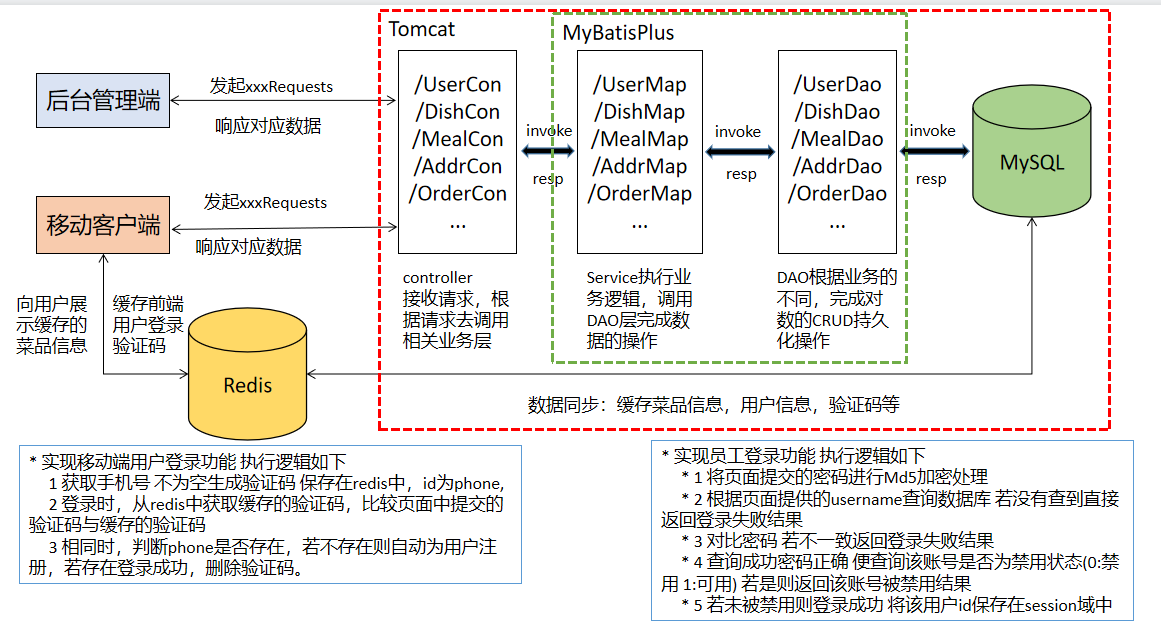 Tomcat
MyBatisPlus
后台管理端
发起xxxRequests
响应对应数据
移动客户端
发起xxxRequests
响应对应数据
/UserCon
/DishCon
/MealCon
/AddrCon
/OrderCon
...
invoke
resp
/UserMap
/DishMap
/MealMap
/AddrMap
/OrderMap
...
invoke
resp
/UserDao
/DishDao
/MealDao
/AddrDao
/OrderDao
...
invoke
resp
MySQL
controller
接收请求，根
据请求去调用
相关业务层
Service执行业
务逻辑，调用
DAO层完成数
据的操作
DAO根据业务的
不同，完成对
数的CRUD持久
化操作
向用户展
示缓存的
菜品信息
缓存前端
用户登录
验证码
Redis
数据同步：缓存菜品信息，用户信息，验证码等
* 实现移动端用户登录功能 执行逻辑如下
1 获取手机号 不为空生成验证码 保存在redis中，id为phone,
2 登录时，从redis中获取缓存的验证码，比较页面中提交的
验证码与缓存的验证码
3 相同时，判断phone是否存在，若不存在则自动为用户注
册，若存在登录成功，删除验证码。
* 实现员工登录功能 执行逻辑如下
* 1 将页面提交的密码进行Md5加密处理
* 2 根据页面提供的username查询数据库 若没有查到直接
返回登录失败结果
* 3 对比密码 若不一致返回登录失败结果
* 4 查询成功密码正确 便查询该账号是否为禁用状态(0:禁
用 1:可用) 若是则返回该账号被禁用结果
* 5 若未被禁用则登录成功 将该用户id保存在session域中